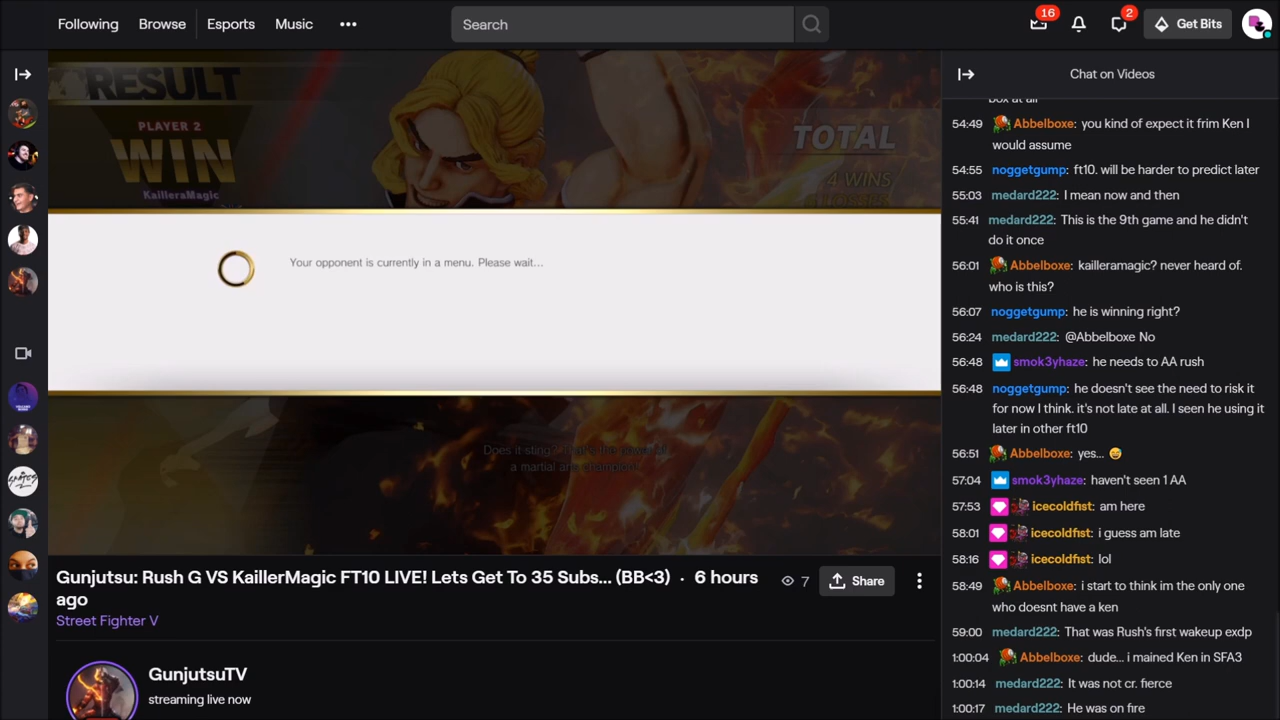 Following
Browse
Esports
Music
•••
Search
16
2
Get Bits
RESULT
PLAYER 2
WIN
KailleraMagic
TOTAL
4 WINS
Your opponent is currently in a menu. Please wait...
a martial arts champion!
Gunjutsu: Rush G VS KaillerMagic FT10 LIVE! Lets Get To 35 Subs... (BB<3) · 6 hours
ago
7
Share
Street Fighter V
GunjutsuTV
streaming live now
Chat on Videos
box at all
54:49 Abbelboxe: you kind of expect it frim Ken I
would assume
54:55 noggetgump: ft10. will be harder to predict later
55:03 medard222: I mean now and then
55:41 medard222: This is the 9th game and he didn't
do it once
56:01 Abbelboxe: kailleramagic? never heard of.
who is this?
56:07 noggetgump: he is winning right?
56:24 medard222: @Abbelboxe No
56:48 smok3yhaze: he needs to AA rush
56:48 noggetgump: he doesn't see the need to risk it
for now I think. it's not late at all. I seen he using it
later in other ft10
56:51 Abbelboxe: yes... 😅
57:04 smok3yhaze: haven't seen 1 AA
57:53 icecoldfist: am here
58:01 icecoldfist: i guess am late
58:16 icecoldfist: lol
58:49 Abbelboxe: i start to think im the only one
who doesnt have a ken
59:00 medard222: That was Rush's first wakeup exdp
1:00:04 Abbelboxe: dude... i mained Ken in SFA3
1:00:14 medard222: It was not cr. fierce
1:00:17 medard222: He was on fire